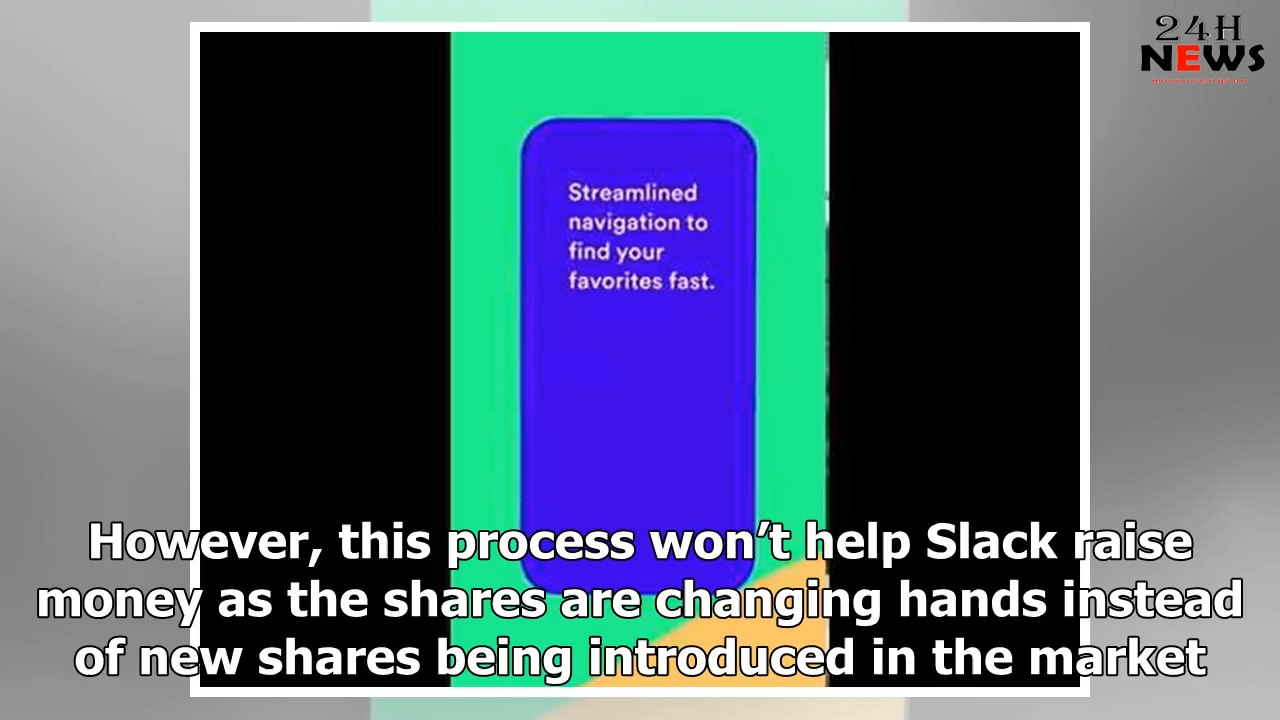 24H
NEWS
Streamlined
navigation to
find your
favorites fast.
However, this process won’t help Slack raise
money as the shares are changing hands instead
of new shares being introduced in the market